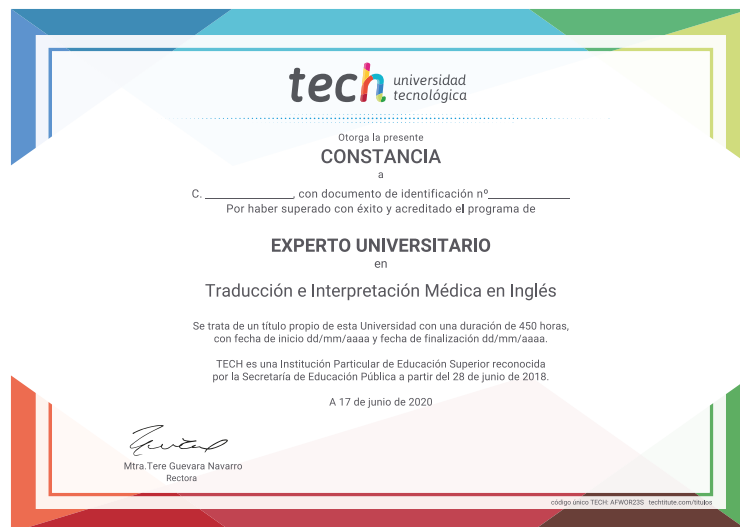 tech universidad
tecnológica
Otorga la presente
CONSTANCIA
a
C. ______________, con documento de identificación nº_____________
Por haber superado con éxito y acreditado el programa de
EXPERTO UNIVERSITARIO
en
Traducción e Interpretación Médica en Inglés
Se trata de un título propio de esta Universidad con una duración de 450 horas,
con fecha de inicio dd/mm/aaaa y fecha de finalización dd/mm/aaaa.
TECH es una Institución Particular de Educación Superior reconocida
por la Secretaría de Educación Pública a partir del 28 de junio de 2018.
A 17 de junio de 2020
Mtra.Tere Guevara Navarro
Rectora
código único TECH: AFWOR23S techtitute.com/titulos